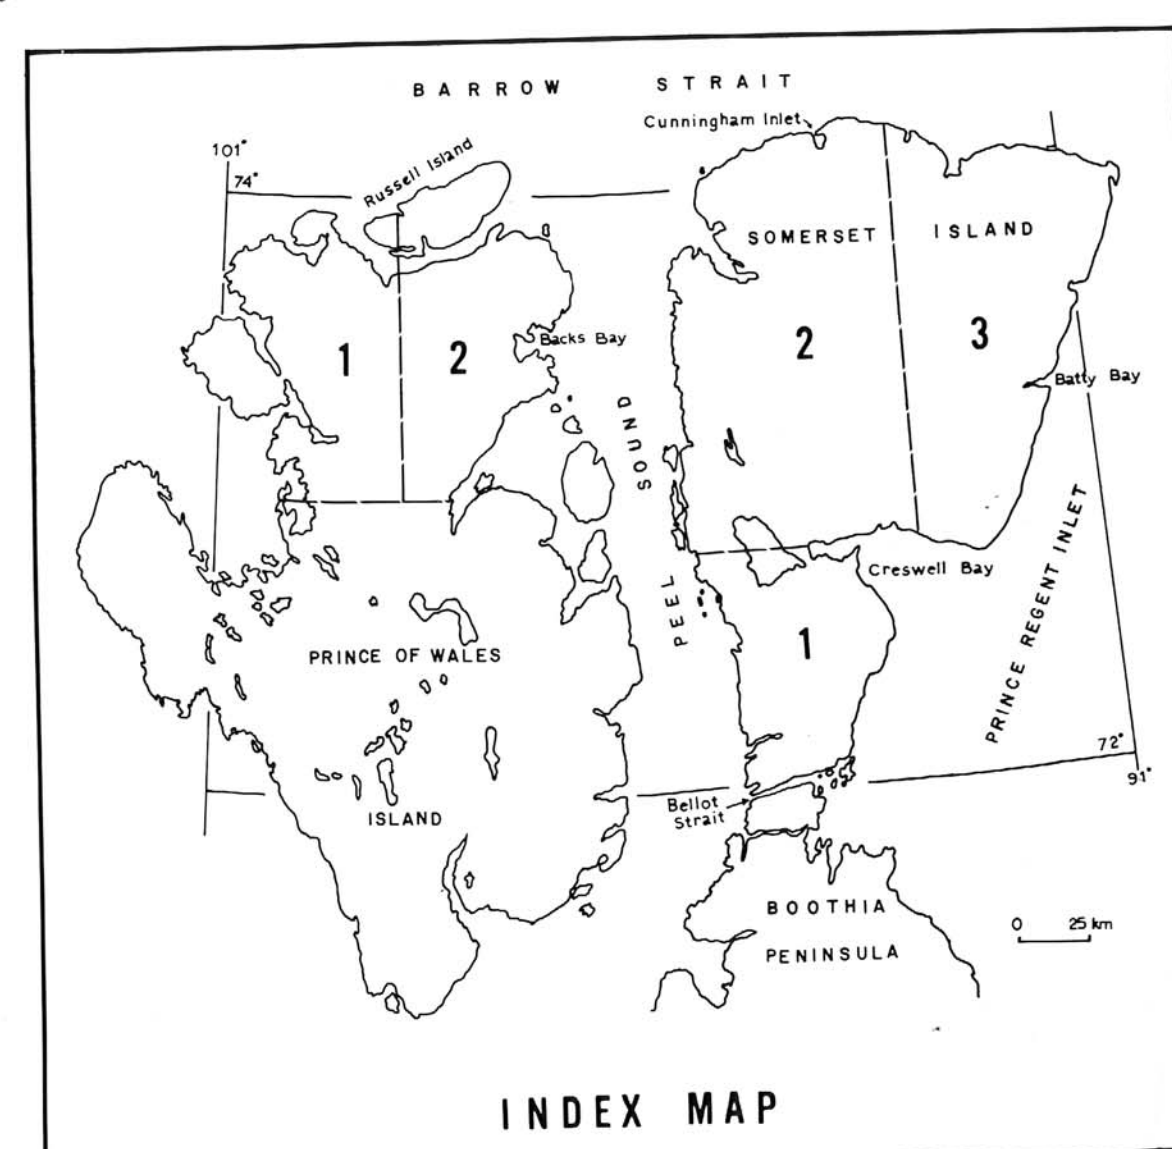 BARROW STRAIT
Cunningham Inlet
101°
74°
Russell Island
SOMERSET ISLAND
1
2
Backs Bay
2
3
Batty Bay
PEEL SOUND
PRINCE REGENT INLET
Creswell Bay
1
PRINCE OF WALES
ISLAND
72°
91°
Bellot
Strait
BOOTHIA
PENINSULA
0 25 km
INDEX MAP